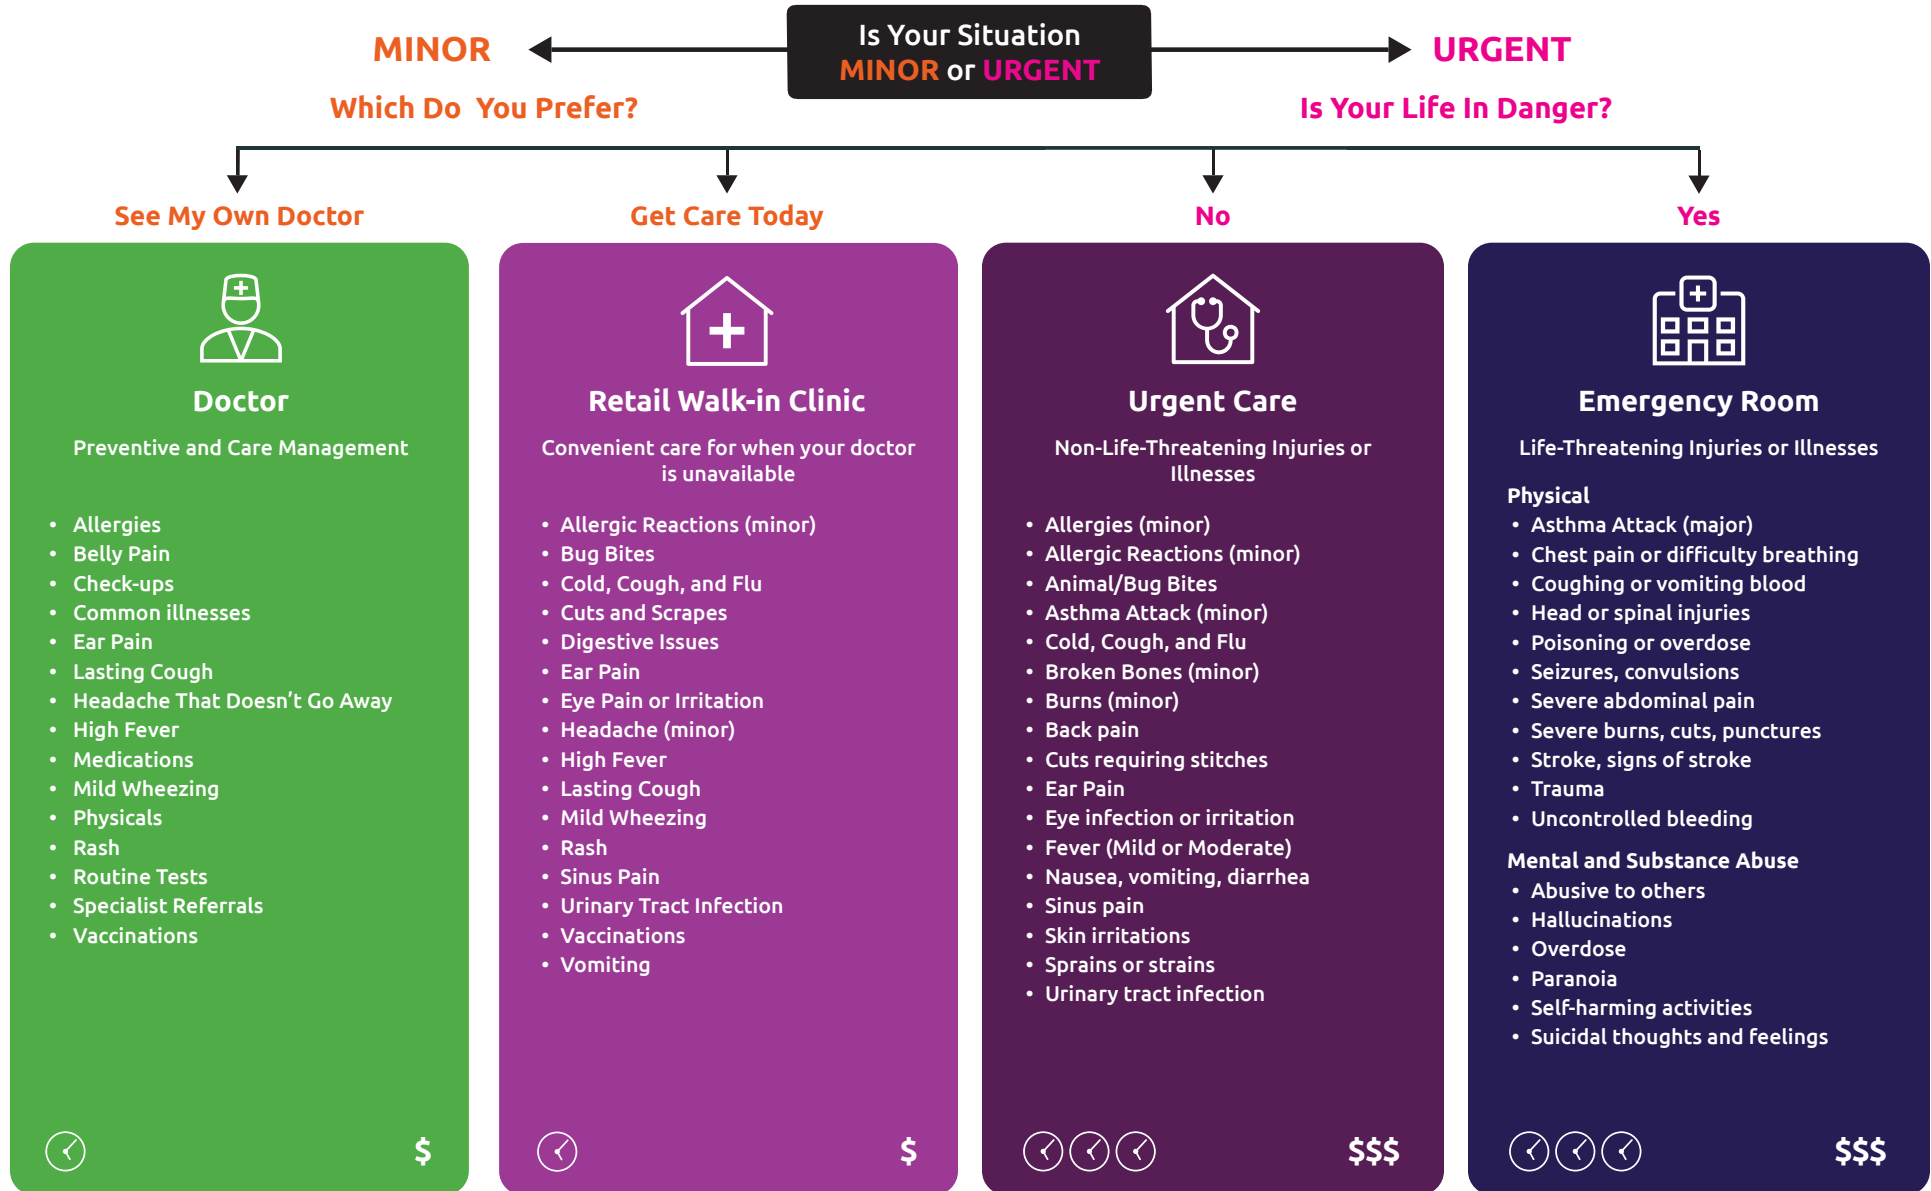 Is Your Situation
MINOR or URGENT
MINOR
Which Do You Prefer?
URGENT
Is Your Life In Danger?
See My Own Doctor
Get Care Today
No
Yes
Doctor
Preventive and Care Management
• Allergies
• Belly Pain
• Check-ups
• Common illnesses
• Ear Pain
• Lasting Cough
• Headache That Doesn’t Go Away
• High Fever
• Medications
• Mild Wheezing
• Physicals
• Rash
• Routine Tests
• Specialist Referrals
• Vaccinations
$
Retail Walk-in Clinic
Convenient care for when your doctor
is unavailable
• Allergic Reactions (minor)
• Bug Bites
• Cold, Cough, and Flu
• Cuts and Scrapes
• Digestive Issues
• Ear Pain
• Eye Pain or Irritation
• Headache (minor)
• High Fever
• Lasting Cough
• Mild Wheezing
• Rash
• Sinus Pain
• Urinary Tract Infection
• Vaccinations
• Vomiting
$
Urgent Care
Non-Life-Threatening Injuries or
Illnesses
• Allergies (minor)
• Allergic Reactions (minor)
• Animal/Bug Bites
• Asthma Attack (minor)
• Cold, Cough, and Flu
• Broken Bones (minor)
• Burns (minor)
• Back pain
• Cuts requiring stitches
• Ear Pain
• Eye infection or irritation
• Fever (Mild or Moderate)
• Nausea, vomiting, diarrhea
• Sinus pain
• Skin irritations
• Sprains or strains
• Urinary tract infection
$$$
Emergency Room
Life-Threatening Injuries or Illnesses
Physical
• Asthma Attack (major)
• Chest pain or difficulty breathing
• Coughing or vomiting blood
• Head or spinal injuries
• Poisoning or overdose
• Seizures, convulsions
• Severe abdominal pain
• Severe burns, cuts, punctures
• Stroke, signs of stroke
• Trauma
• Uncontrolled bleeding
Mental and Substance Abuse
• Abusive to others
• Hallucinations
• Overdose
• Paranoia
• Self-harming activities
• Suicidal thoughts and feelings
$$$